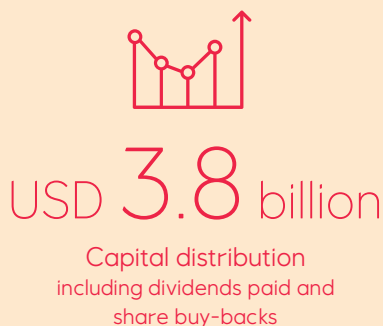 USD 3.8 billion
Capital distribution
including dividends paid and
share buy-backs